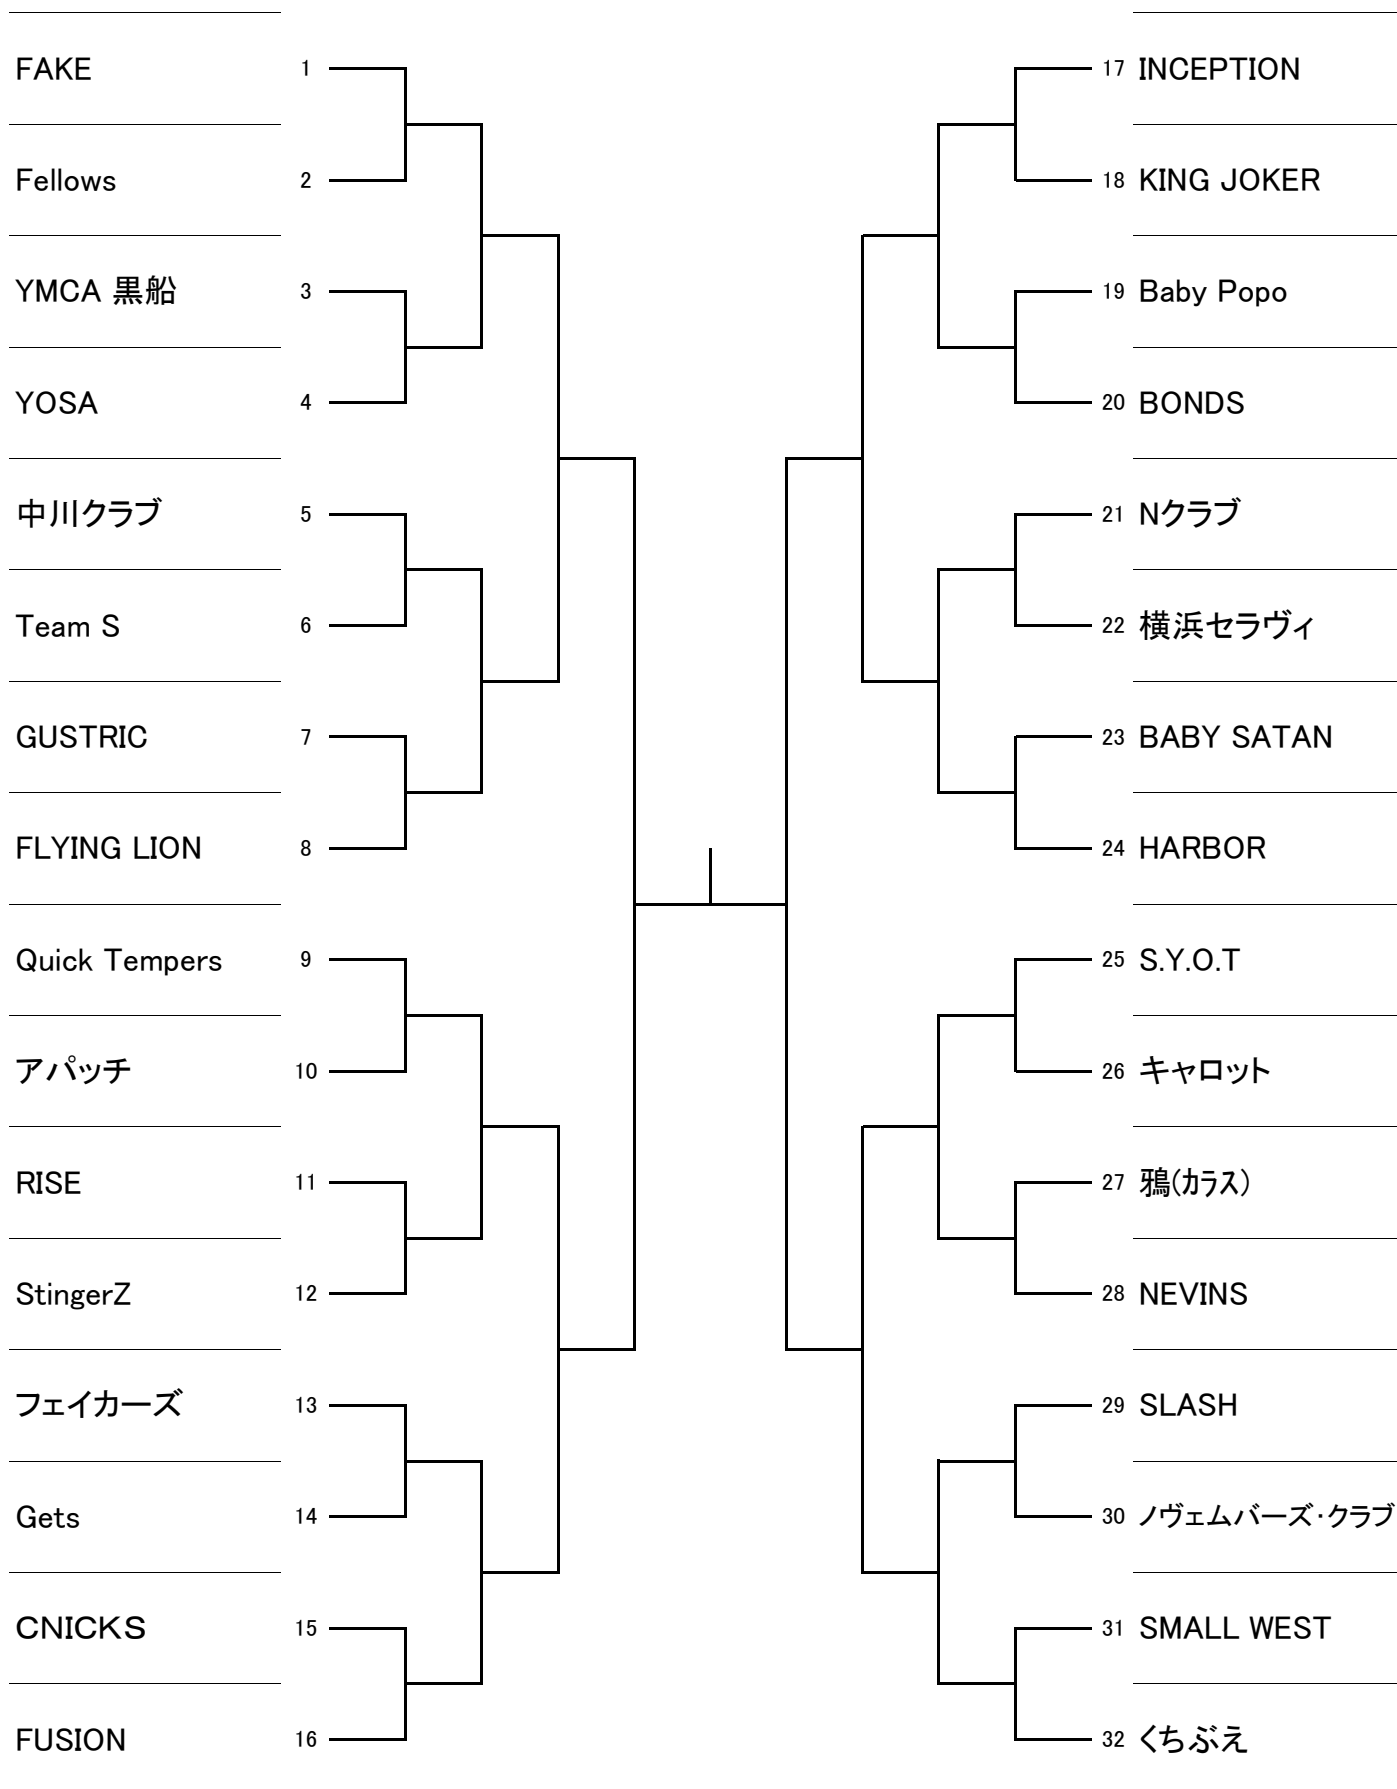 FAKE 1
Fellows 2
YMCA 黒船 3
YOSA 4
中川クラブ 5
Team S 6
GUSTRIC 7
FLYING LION 8
Quick Tempers 9
アパッチ 10
RISE 11
StingerZ 12
フェイカーズ 13
Gets 14
CNICKS 15
FUSION 16
17 INCEPTION
18 KING JOKER
19 Baby Popo
20 BONDS
21 Nクラブ
22 横浜セラヴィ
23 BABY SATAN
24 HARBOR
25 S.Y.O.T
26 キャロット
27 鴉(ｶﾗｽ)
28 NEVINS
29 SLASH
30 ノヴェムバーズ・クラブ
31 SMALL WEST
32 くちぶえ